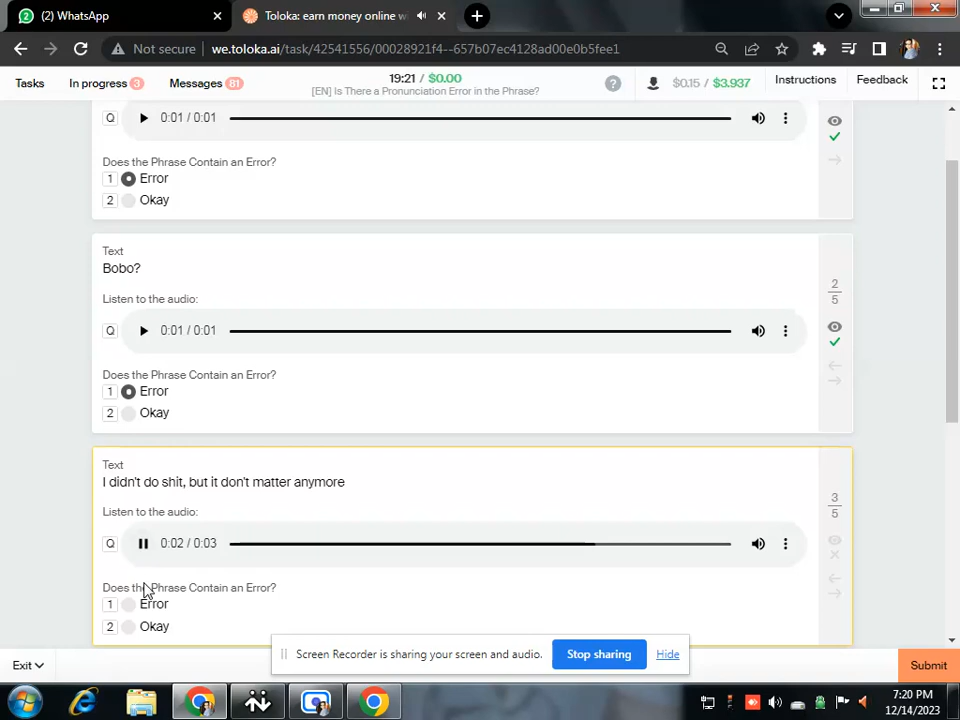 2 WhatsApp
Toloka: earn money online w
Not secure we.toloka.ai/task/42541556/00028921f4--657b07ec4128ad00e0b5fee1
Tasks In progress 3 Messages 81 19:21 / $0.00 ? $0.15 / $3.937 Instructions Feedback
[EN] Is There a Pronunciation Error in the Phrase?
Q 0:01 / 0:01
Does the Phrase Contain an Error?
1 Error
2 Okay
Text
Bobo?
2
5
Listen to the audio:
Q 0:01 / 0:01
Does the Phrase Contain an Error?
1 Error
2 Okay
Text
I didn't do shit, but it don't matter anymore
3
5
Listen to the audio:
Q 0:02 / 0:03
Does the Phrase Contain an Error?
1 Error
2 Okay
Screen Recorder is sharing your screen and audio. Stop sharing Hide
Exit Submit
7:20 PM
12/14/2023